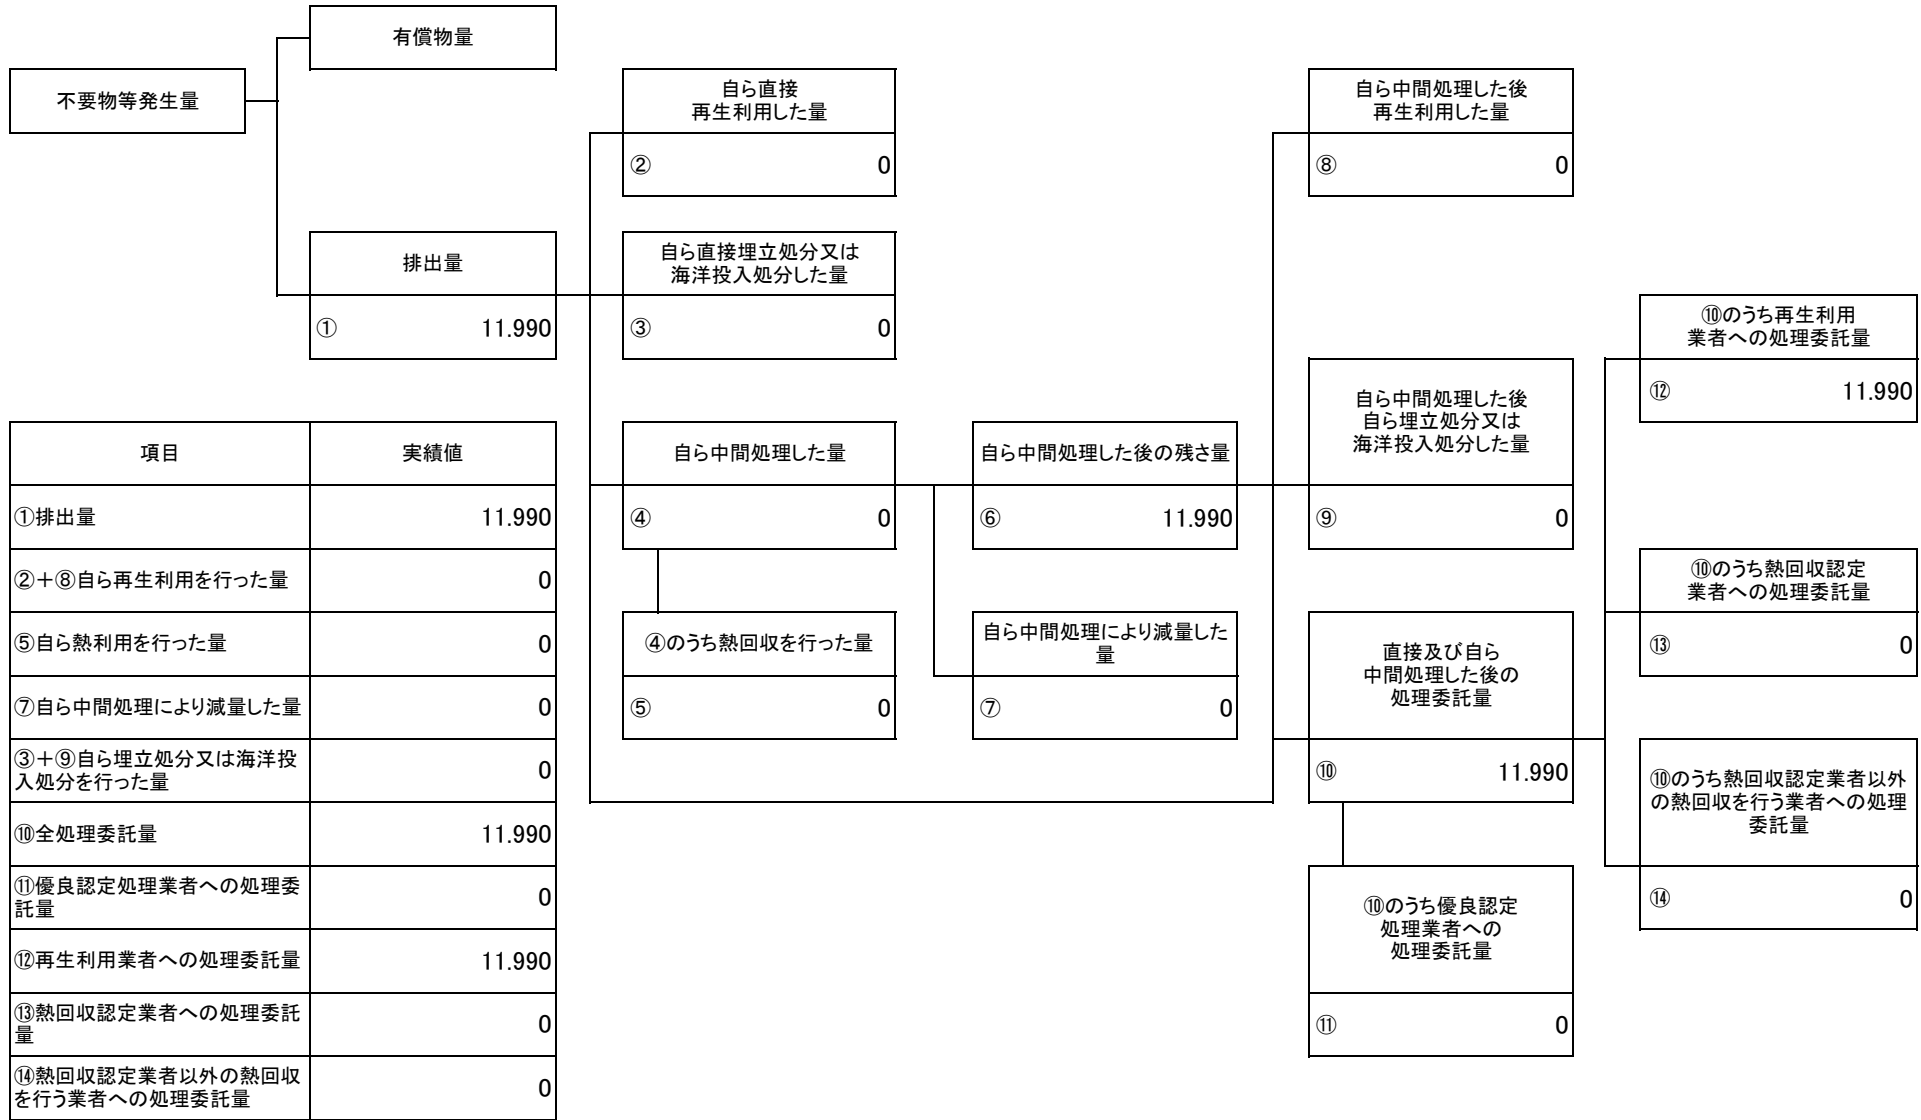 有償物量
不要物等発生量
自ら直接
再生利用した量
② 0
自ら中間処理した後
再生利用した量
⑧ 0
排出量
① 11.990
自ら直接埋立処分又は
海洋投入処分した量
③ 0
⑩のうち再生利用
業者への処理委託量
⑫ 11.990
自ら中間処理した後
自ら埋立処分又は
海洋投入処分した量
⑨ 0
自ら中間処理した量
④ 0
自ら中間処理した後の残さ量
⑥ 11.990
④のうち熱回収を行った量
⑤ 0
自ら中間処理により減量した
量
⑦ 0
直接及び自ら
中間処理した後の
処理委託量
⑩ 11.990
⑩のうち熱回収認定
業者への処理委託量
⑬ 0
⑩のうち熱回収認定業者以外
の熱回収を行う業者への処理
委託量
⑭ 0
⑩のうち優良認定
処理業者への
処理委託量
⑪ 0
項目 実績値
①排出量 11.990
②+⑧自ら再生利用を行った量 0
⑤自ら熱利用を行った量 0
⑦自ら中間処理により減量した量 0
③+⑨自ら埋立処分又は海洋投
入処分を行った量 0
⑩全処理委託量 11.990
⑪優良認定処理業者への処理委
託量 0
⑫再生利用業者への処理委託量 11.990
⑬熱回収認定業者への処理委託
量 0
⑭熱回収認定業者以外の熱回収
を行う業者への処理委託量 0